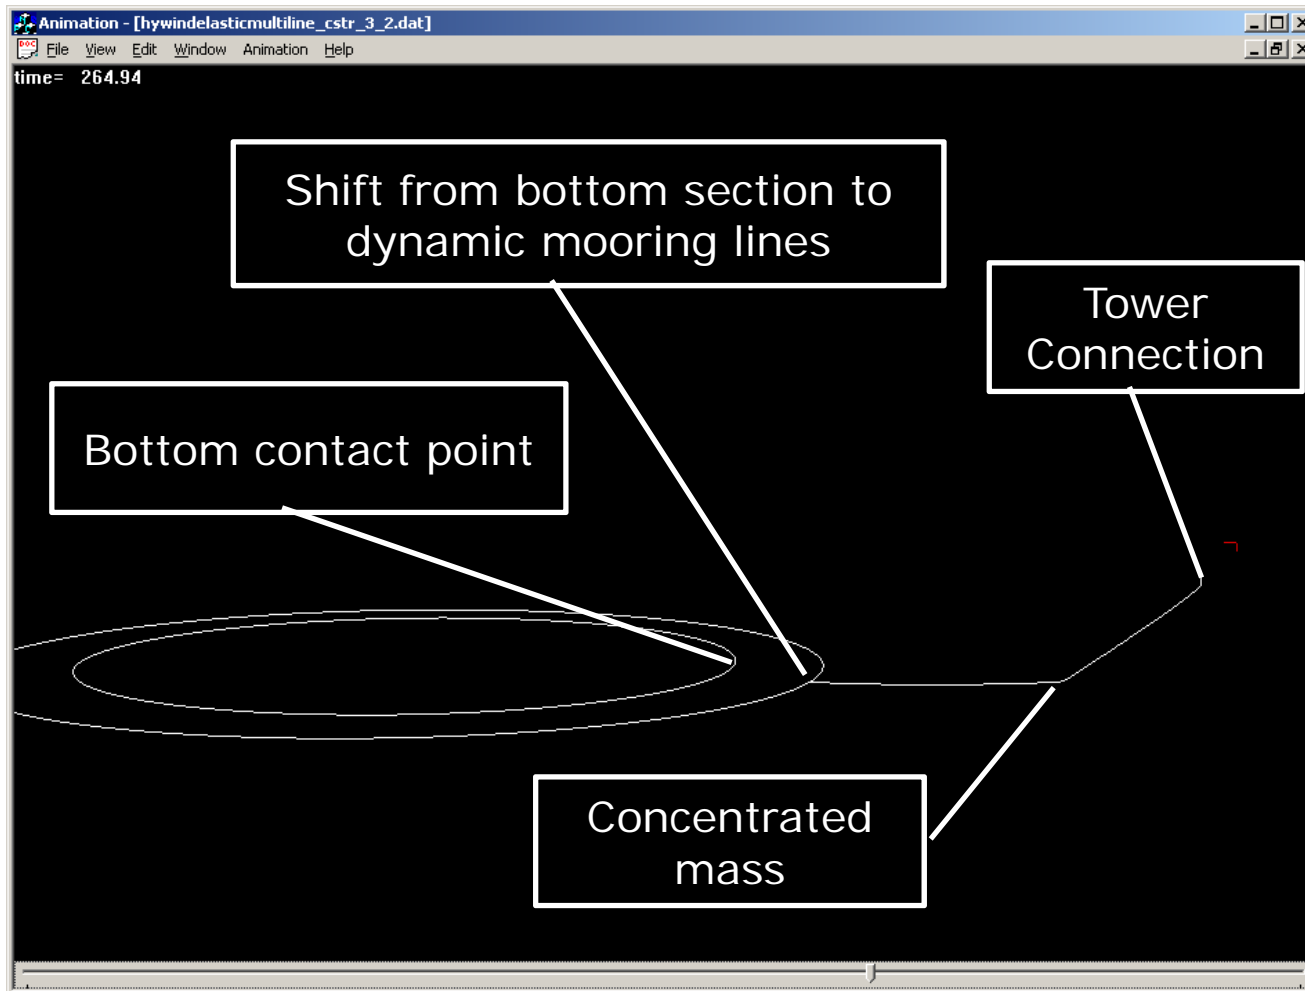 Animation - [hywindelasticmultiline_cstr_3_2.dat]
DOC File View Edit Window Animation Help
time= 264.94
Shift from bottom section to
dynamic mooring lines
Tower
Connection
Bottom contact point
Concentrated
mass